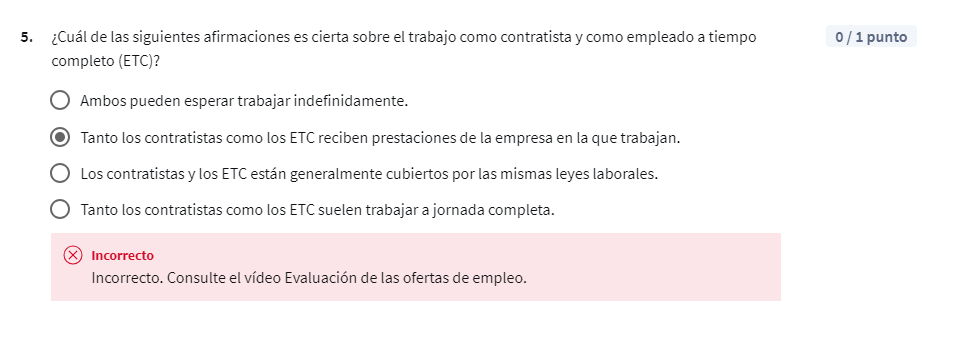 5. ¿Cuál de las siguientes afirmaciones es cierta sobre el trabajo como contratista y como empleado a tiempo
completo (ETC)?
0 / 1 punto
Ambos pueden esperar trabajar indefinidamente.
Tanto los contratistas como los ETC reciben prestaciones de la empresa en la que trabajan.
Los contratistas y los ETC están generalmente cubiertos por las mismas leyes laborales.
Tanto los contratistas como los ETC suelen trabajar a jornada completa.
Incorrecto
Incorrecto. Consulte el vídeo Evaluación de las ofertas de empleo.